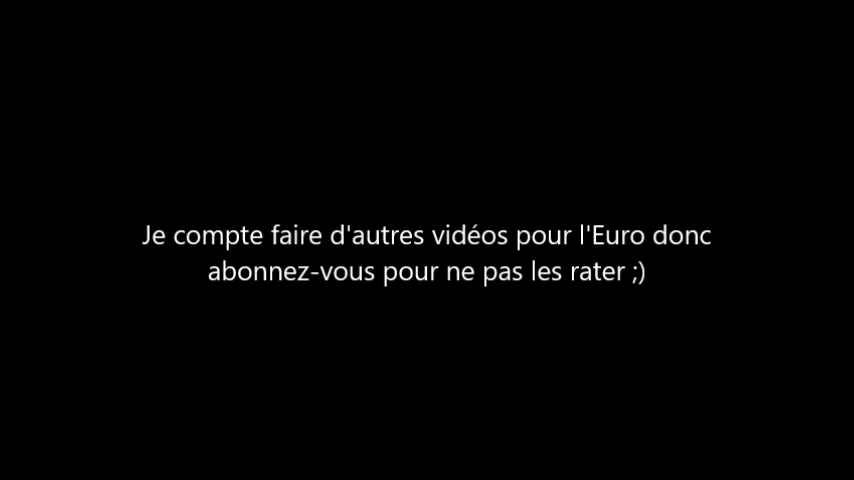 Je compte faire d'autres vidéos pour l'Euro donc
abonnez-vous pour ne pas les rater ;)